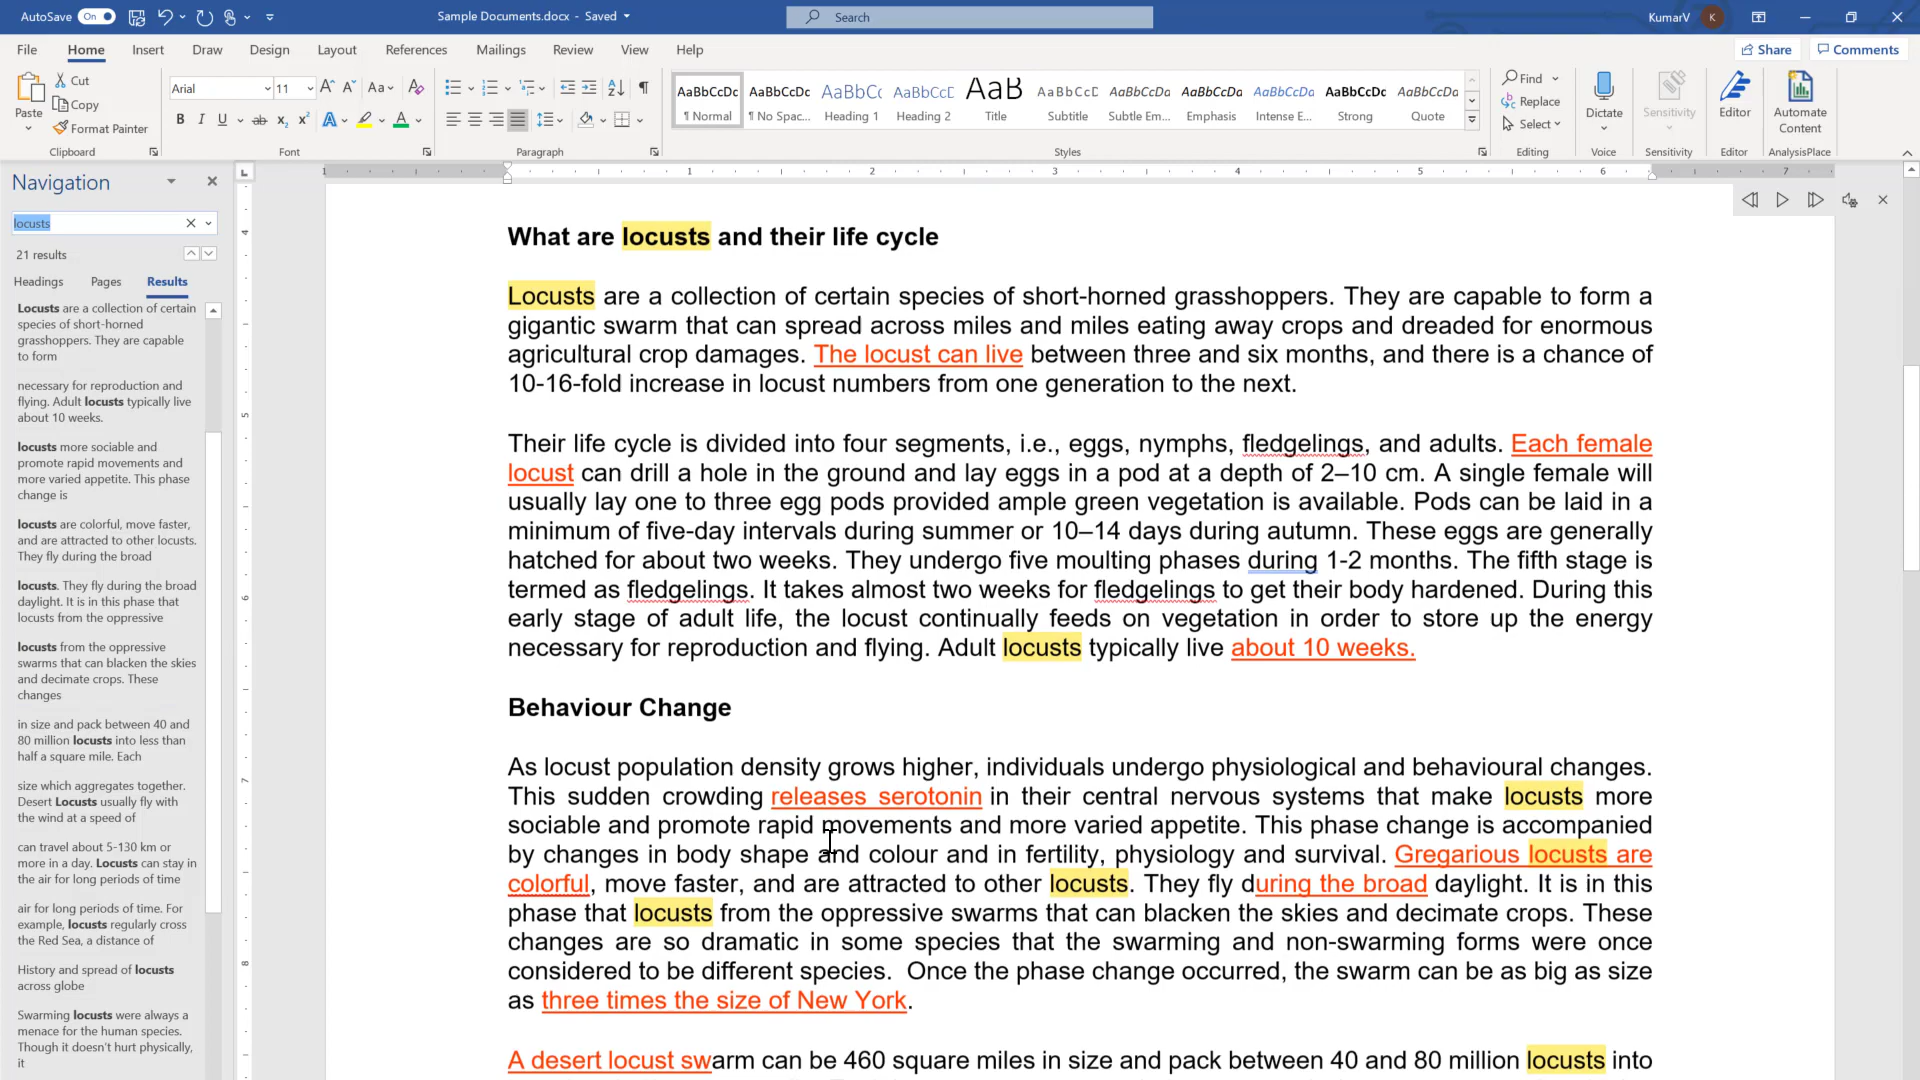 AutoSave On Sample Documents.docx - Saved Search KumarV K
File Home Insert Draw Design Layout References Mailings Review View Help Share Comments
Paste Cut Copy Format Painter
Clipboard
Arial 11 Aa
B I U ab x₂ x² A A
Font
Paragraph
AaBbCcDc AaBbCcDc AaBbCc AaBbCcD AaB AaBbCcD AaBbCcDa AaBbCcDa AaBbCcDa AaBbCcDc AaBbCcDa
¶ Normal ¶ No Spac... Heading 1 Heading 2 Title Subtitle Subtle Em... Emphasis Intense E... Strong Quote
Styles
Find
Replace
Select
Editing
Dictate
Voice
Sensitivity
Sensitivity
Editor
Editor
Automate
Content
AnalysisPlace
Navigation
locusts
21 results
Headings Pages Results
Locusts are a collection of certain
species of short-horned
grasshoppers. They are capable
to form
necessary for reproduction and
flying. Adult locusts typically live
about 10 weeks.
locusts more sociable and
promote rapid movements and
more varied appetite. This phase
change is
locusts are colorful, move faster,
and are attracted to other locusts.
They fly during the broad
locusts. They fly during the broad
daylight. It is in this phase that
locusts from the oppressive
locusts from the oppressive
swarms that can blacken the skies
and decimate crops. These
changes
in size and pack between 40 and
80 million locusts into less than
half a square mile. Each
size which aggregates together.
Desert Locusts usually fly with
the wind at a speed of
can travel about 5-130 km or
more in a day. Locusts can stay in
the air for long periods of time
air for long periods of time. For
example, locusts regularly cross
the Red Sea, a distance of
History and spread of locusts
across globe
Swarming locusts were always a
menace for the human species.
Though it doesn't hurt physically,
it
1 1 2 3 4 5 6 7
4
5
6
7
8
What are locusts and their life cycle
Locusts are a collection of certain species of short-horned grasshoppers. They are capable to form a
gigantic swarm that can spread across miles and miles eating away crops and dreaded for enormous
agricultural crop damages. The locust can live between three and six months, and there is a chance of
10-16-fold increase in locust numbers from one generation to the next.
Their life cycle is divided into four segments, i.e., eggs, nymphs, fledgelings, and adults. Each female
locust can drill a hole in the ground and lay eggs in a pod at a depth of 2–10 cm. A single female will
usually lay one to three egg pods provided ample green vegetation is available. Pods can be laid in a
minimum of five-day intervals during summer or 10–14 days during autumn. These eggs are generally
hatched for about two weeks. They undergo five moulting phases during 1-2 months. The fifth stage is
termed as fledgelings. It takes almost two weeks for fledgelings to get their body hardened. During this
early stage of adult life, the locust continually feeds on vegetation in order to store up the energy
necessary for reproduction and flying. Adult locusts typically live about 10 weeks.
Behaviour Change
As locust population density grows higher, individuals undergo physiological and behavioural changes.
This sudden crowding releases serotonin in their central nervous systems that make locusts more
sociable and promote rapid movements and more varied appetite. This phase change is accompanied
by changes in body shape and colour and in fertility, physiology and survival. Gregarious locusts are
colorful, move faster, and are attracted to other locusts. They fly during the broad daylight. It is in this
phase that locusts from the oppressive swarms that can blacken the skies and decimate crops. These
changes are so dramatic in some species that the swarming and non-swarming forms were once
considered to be different species. Once the phase change occurred, the swarm can be as big as size
as three times the size of New York.
A desert locust swarm can be 460 square miles in size and pack between 40 and 80 million locusts into